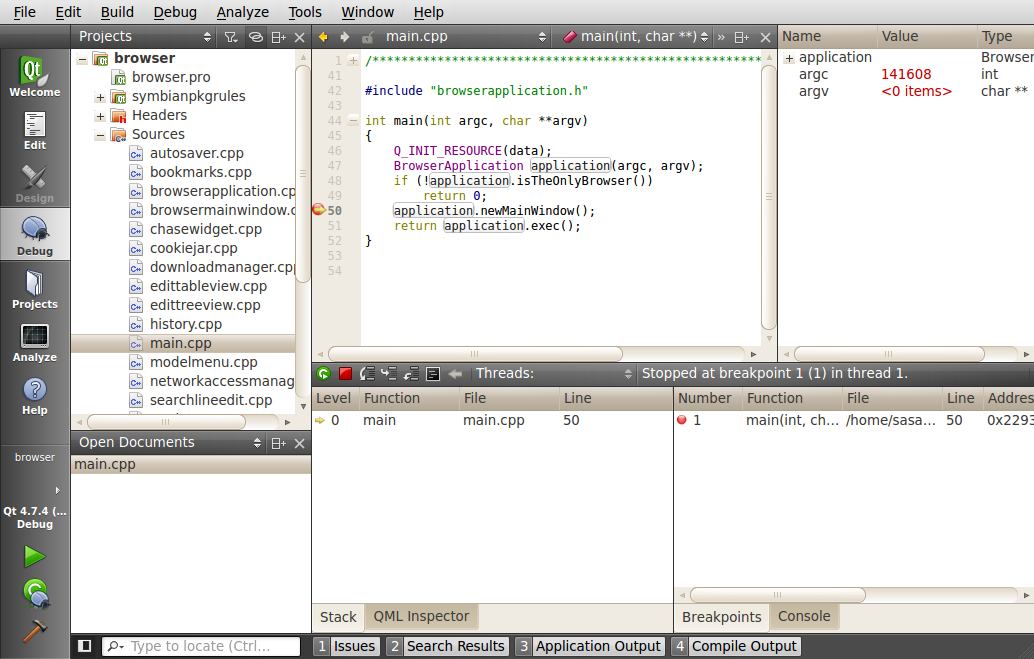 File Edit Build Debug Analyze Tools Window Help
Projects
main.cpp
main(int, char **)
»
Name Value Type
Welcome
Edit
Design
Debug
Projects
Analyze
Help
browser
Qt 4.7.4 (...
Debug
browser
browser.pro
symbianpkgrules
Headers
Sources
autosaver.cpp
bookmarks.cpp
browserapplication.cp
browsermainwindow.c
chasewidget.cpp
cookiejar.cpp
downloadmanager.cpp
edittableview.cpp
edittreeview.cpp
history.cpp
main.cpp
modelmenu.cpp
networkaccessmanag
searchlineedit.cpp
Open Documents
main.cpp
1 /******************************************************
41
42 #include "browserapplication.h"
43
44 int main(int argc, char **argv)
45 {
46 Q_INIT_RESOURCE(data);
47 BrowserApplication application(argc, argv);
48 if (!application.isTheOnlyBrowser())
49 return 0;
50 application.newMainWindow();
51 return application.exec();
52 }
53
54
application Browser
argc 141608 int
argv <0 items> char **
Threads: Stopped at breakpoint 1 (1) in thread 1.
Level Function File Line
0 main main.cpp 50
Number Function File Line Addres
1 main(int, ch... /home/sasa... 50 0x2293
Stack QML Inspector
Breakpoints Console
Type to locate (Ctrl...
1 Issues 2 Search Results 3 Application Output 4 Compile Output